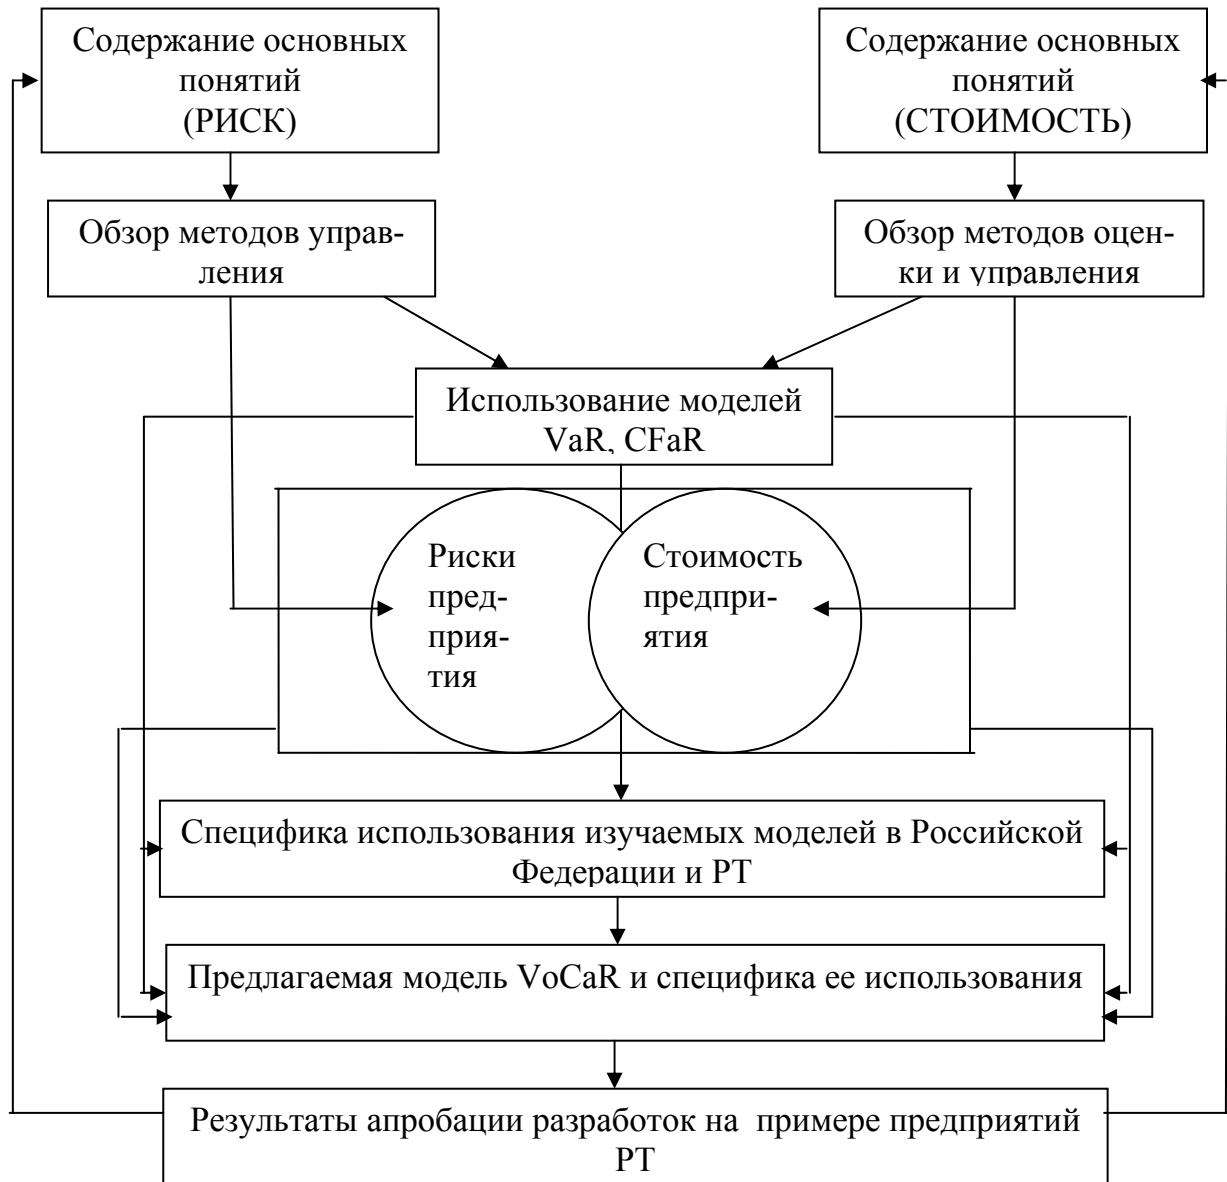 Содержание основных
понятий
(РИСК)
Содержание основных
понятий
(СТОИМОСТЬ)
Обзор методов управ-
ления
Обзор методов оцен-
ки и управления
Использование моделей
VaR, CFaR
Риски
пред-
прия-
тия
Стоимость
предпри-
ятия
Специфика использования изучаемых моделей в Российской
Федерации и РТ
Предлагаемая модель VoCaR и специфика ее использования
Результаты апробации разработок на примере предприятий
РТ